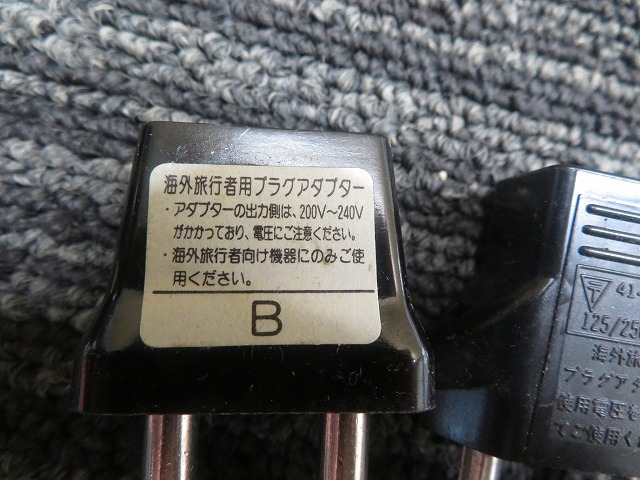 海外旅行者用プラグアダプター
・アダプターの出力側は、200V～240V
がかかっており、電圧にご注意ください。
・海外旅行者向け機器にのみご使
用ください。
B
T
41-
125/25
海外旅
プラグア
使用電圧を
てご使用く